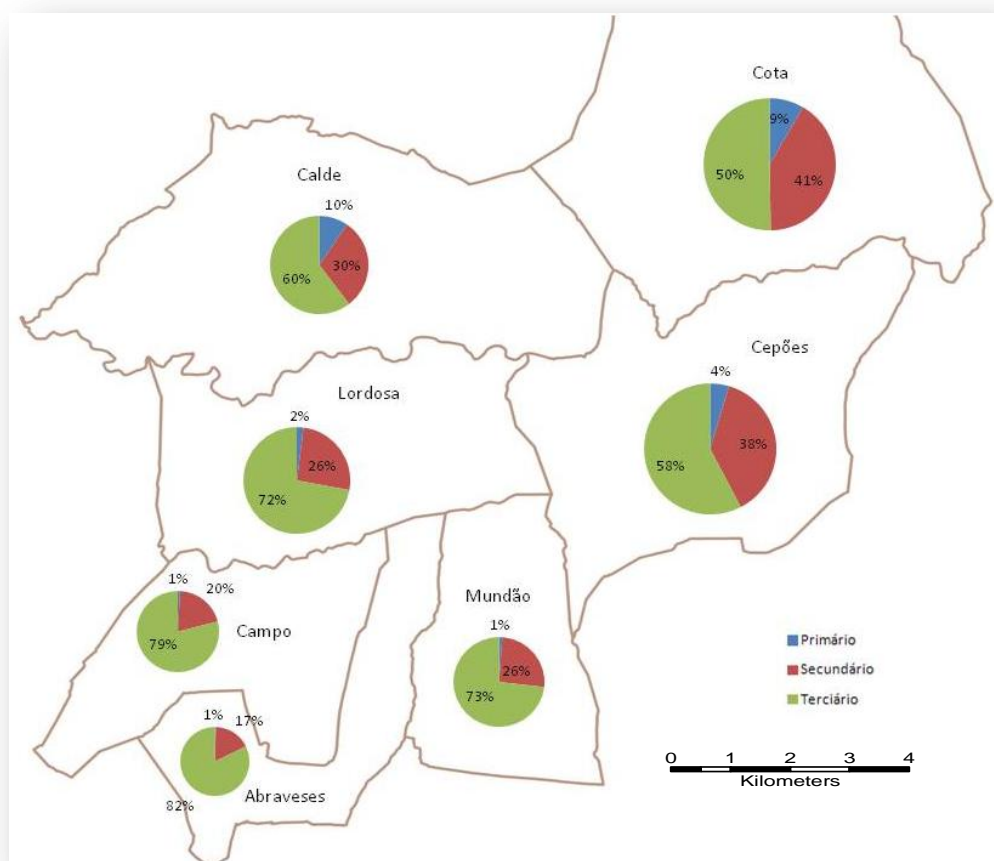 Cota
9%
50%
41%
Calde
10%
30%
60%
Cepões
4%
38%
58%
Lordosa
2%
26%
72%
1%
20%
79%
Campo
Mundão
1%
26%
73%
Primário
Secundário
Terciário
1%
17%
82%
Abraveses
0 1 2 3 4
Kilometers